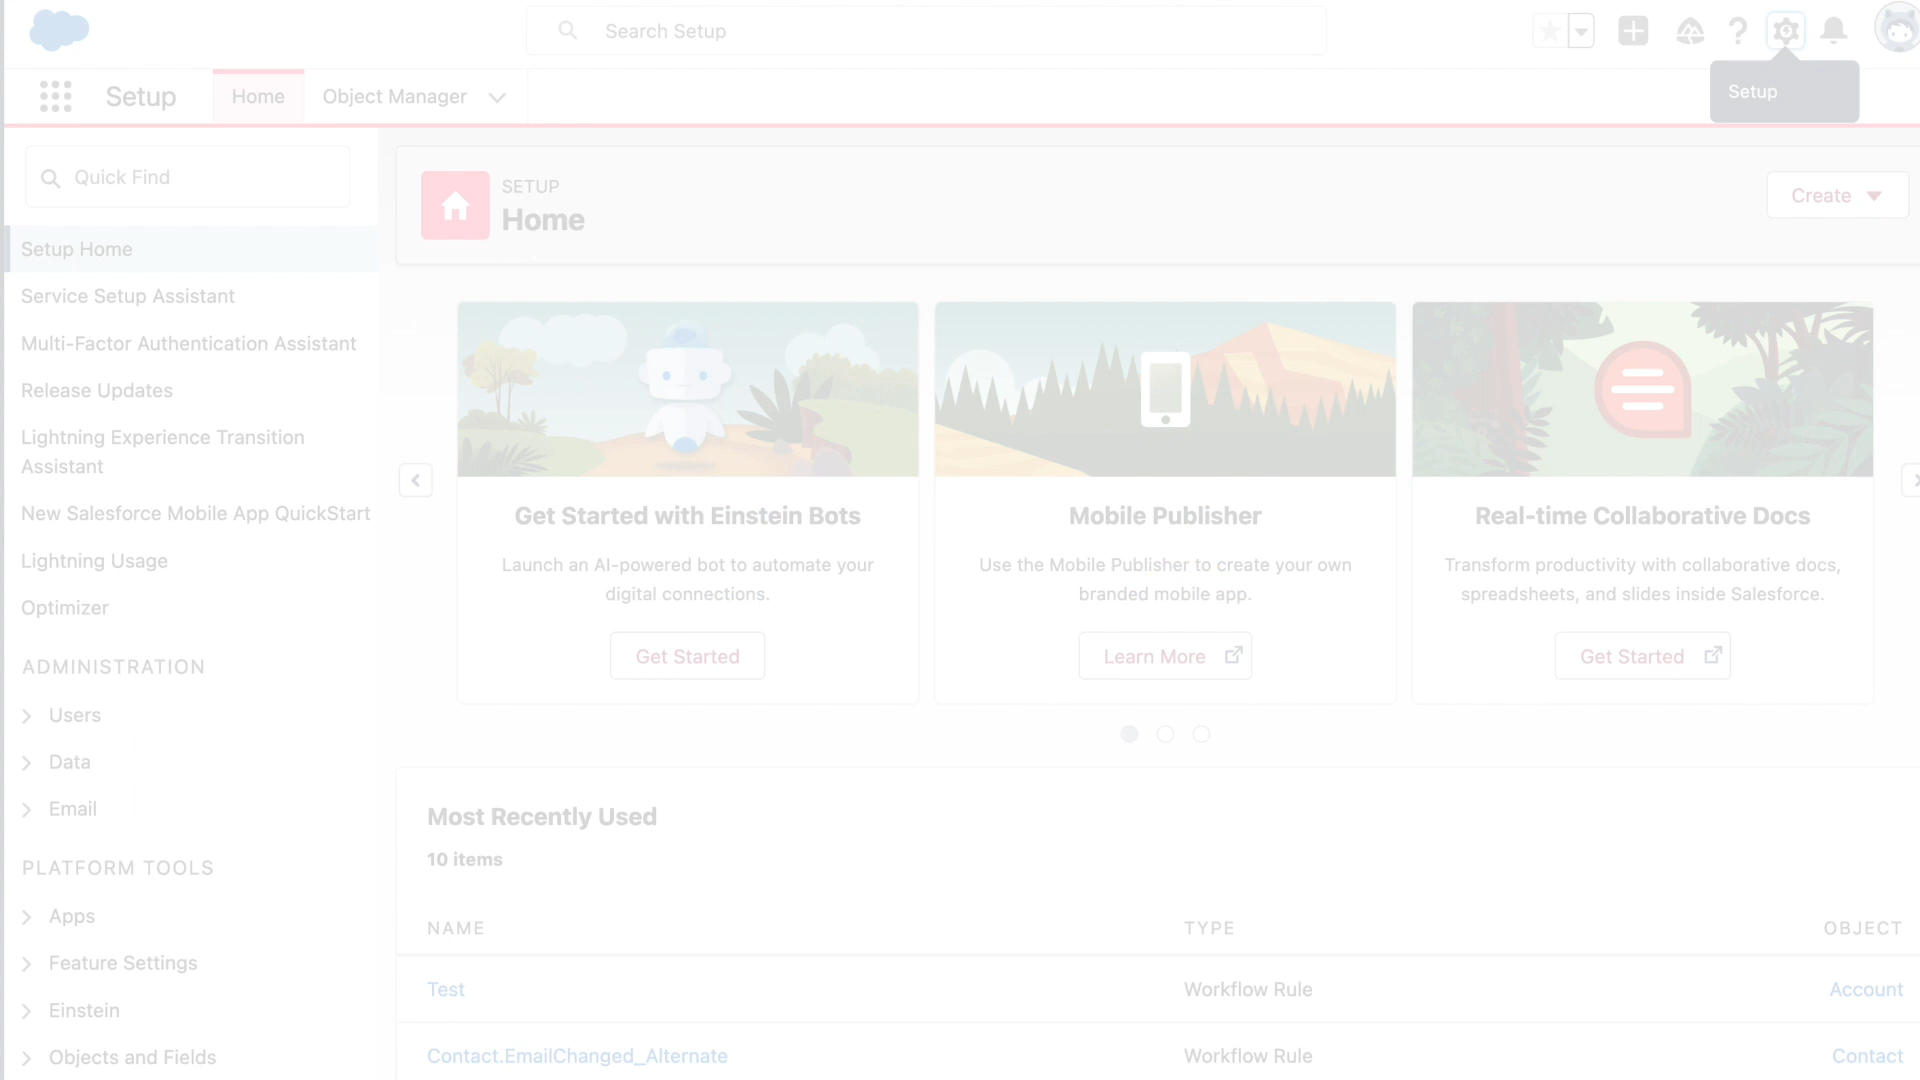 Search Setup
Setup
Setup
Home
Object Manager
Quick Find
Setup Home
Service Setup Assistant
Multi-Factor Authentication Assistant
Release Updates
Lightning Experience Transition
Assistant
New Salesforce Mobile App QuickStart
Lightning Usage
Optimizer
ADMINISTRATION
Users
Data
Email
PLATFORM TOOLS
Apps
Feature Settings
Einstein
Objects and Fields
SETUP
Home
Create
Get Started with Einstein Bots
Launch an AI-powered bot to automate your
digital connections.
Get Started
Mobile Publisher
Use the Mobile Publisher to create your own
branded mobile app.
Learn More
Real-time Collaborative Docs
Transform productivity with collaborative docs,
spreadsheets, and slides inside Salesforce.
Get Started
Most Recently Used
10 items
NAME TYPE OBJECT
Test Workflow Rule Account
Contact.EmailChanged_Alternate Workflow Rule Contact